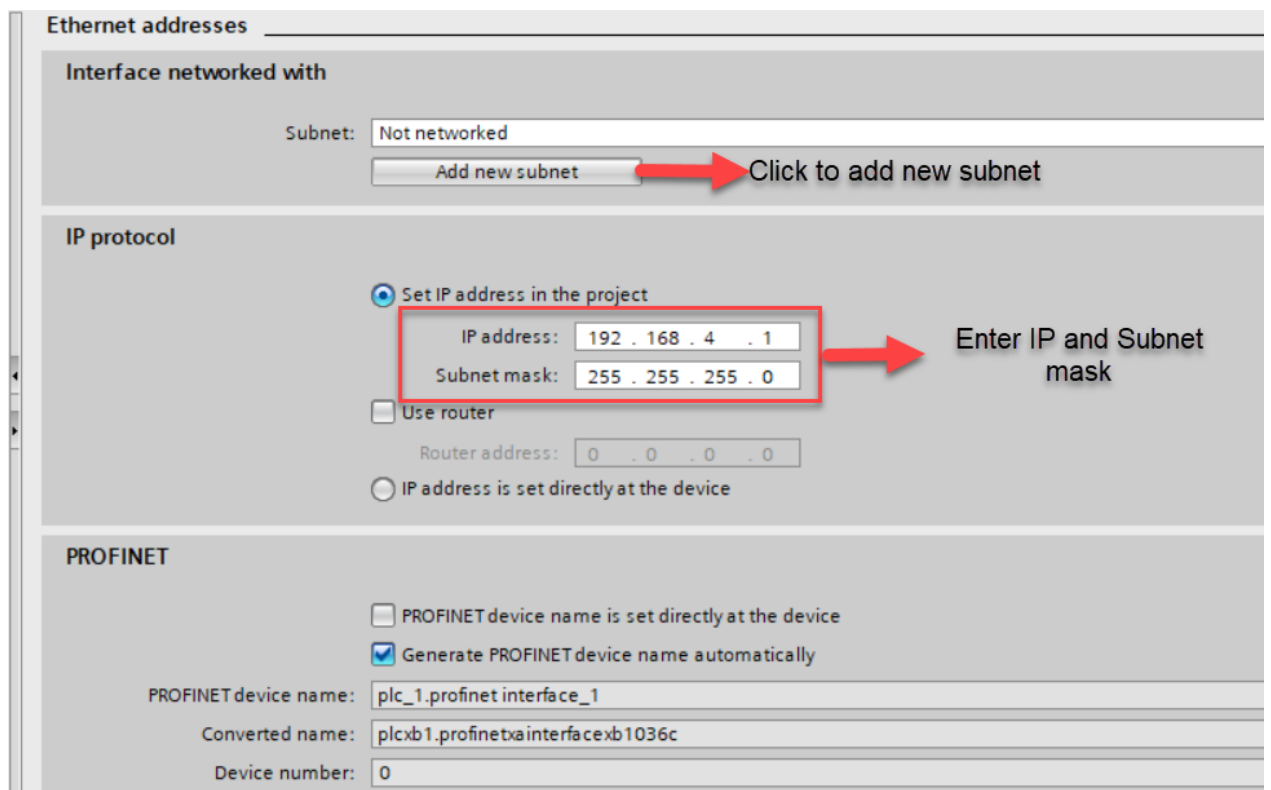 Ethernet addresses
Interface networked with
Subnet: Not networked
Add new subnet Click to add new subnet
IP protocol
Set IP address in the project
IP address: 192 . 168 . 4 . 1
Enter IP and Subnet
mask
Subnet mask: 255 . 255 . 255 . 0
Use router
Router address: 0 . 0 . 0 . 0
IP address is set directly at the device
PROFINET
PROFINET device name is set directly at the device
Generate PROFINET device name automatically
PROFINET device name: plc_1.profinet interface_1
Converted name: plcxb1.profinetxainterfacexb1036c
Device number: 0